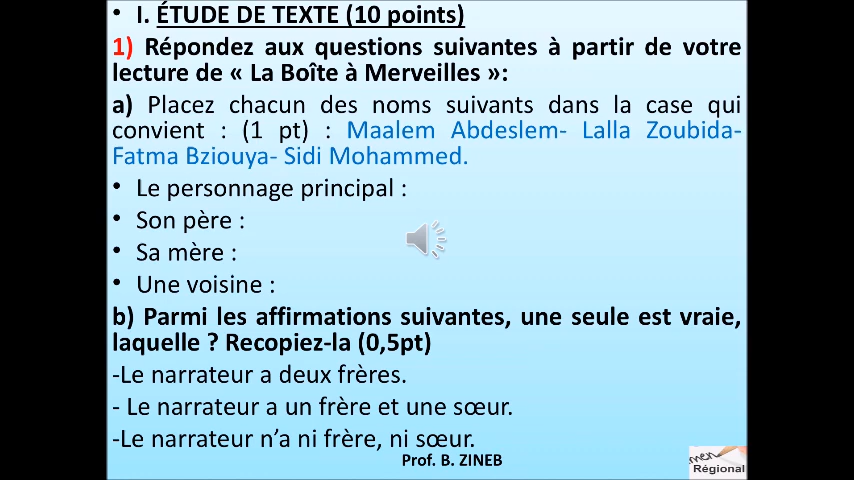 • I. ÉTUDE DE TEXTE (10 points)
1) Répondez aux questions suivantes à partir de votre
lecture de « La Boîte à Merveilles »:
a) Placez chacun des noms suivants dans la case qui
convient : (1 pt) : Maalem Abdeslem- Lalla Zoubida-
Fatma Bziouya- Sidi Mohammed.
• Le personnage principal :
• Son père :
• Sa mère :
• Une voisine :
b) Parmi les affirmations suivantes, une seule est vraie,
laquelle ? Recopiez-la (0,5pt)
-Le narrateur a deux frères.
- Le narrateur a un frère et une sœur.
-Le narrateur n’a ni frère, ni sœur.
Prof. B. ZINEB
men
Régional